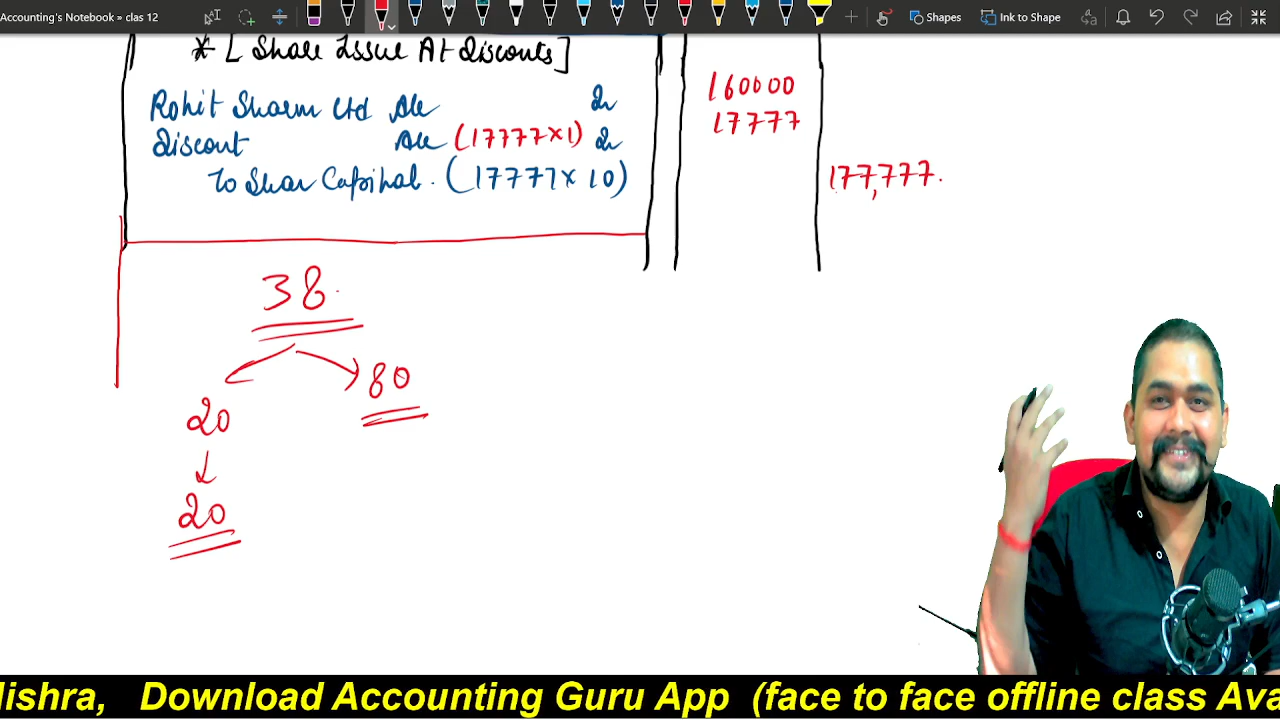 Accounting's Notebook » clas 12
Shapes
Ink to Shape
* [ Share Issue At Discounts]
Rohit Sharm Ltd A/c Dr 160000
Discount A/c (17777×1) Dr 17777
To Shar Capital. (17777×10) 177,777.
38.
20 80
20
Mishra, Download Accounting Guru App (face to face offline class Ava